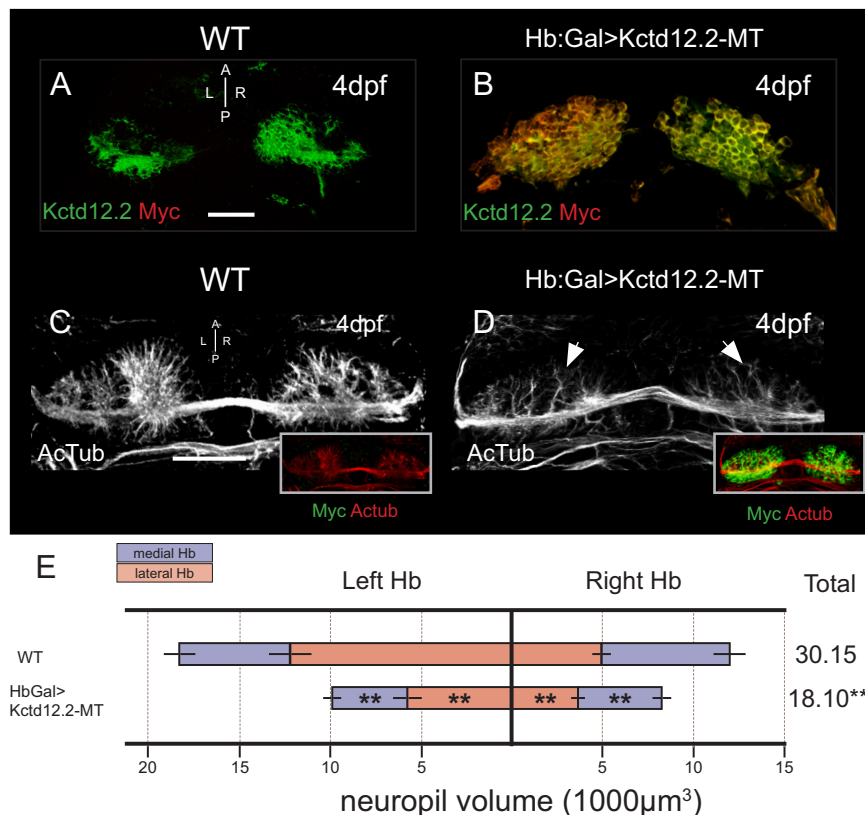 WT
Hb:Gal>Kctd12.2-MT
A
A
L R
P
4dpf
Kctd12.2 Myc
B
4dpf
Kctd12.2 Myc
WT
Hb:Gal>Kctd12.2-MT
C
A
L R
P
4dpf
AcTub
Myc Actub
D
4dpf
AcTub
Myc Actub
E
medial Hb
lateral Hb
Left Hb
Right Hb
Total
WT
30.15
HbGal>
Kctd12.2-MT
** ** ** **
18.10**
20 15 10 5 5 10 15
neuropil volume (1000µm³)